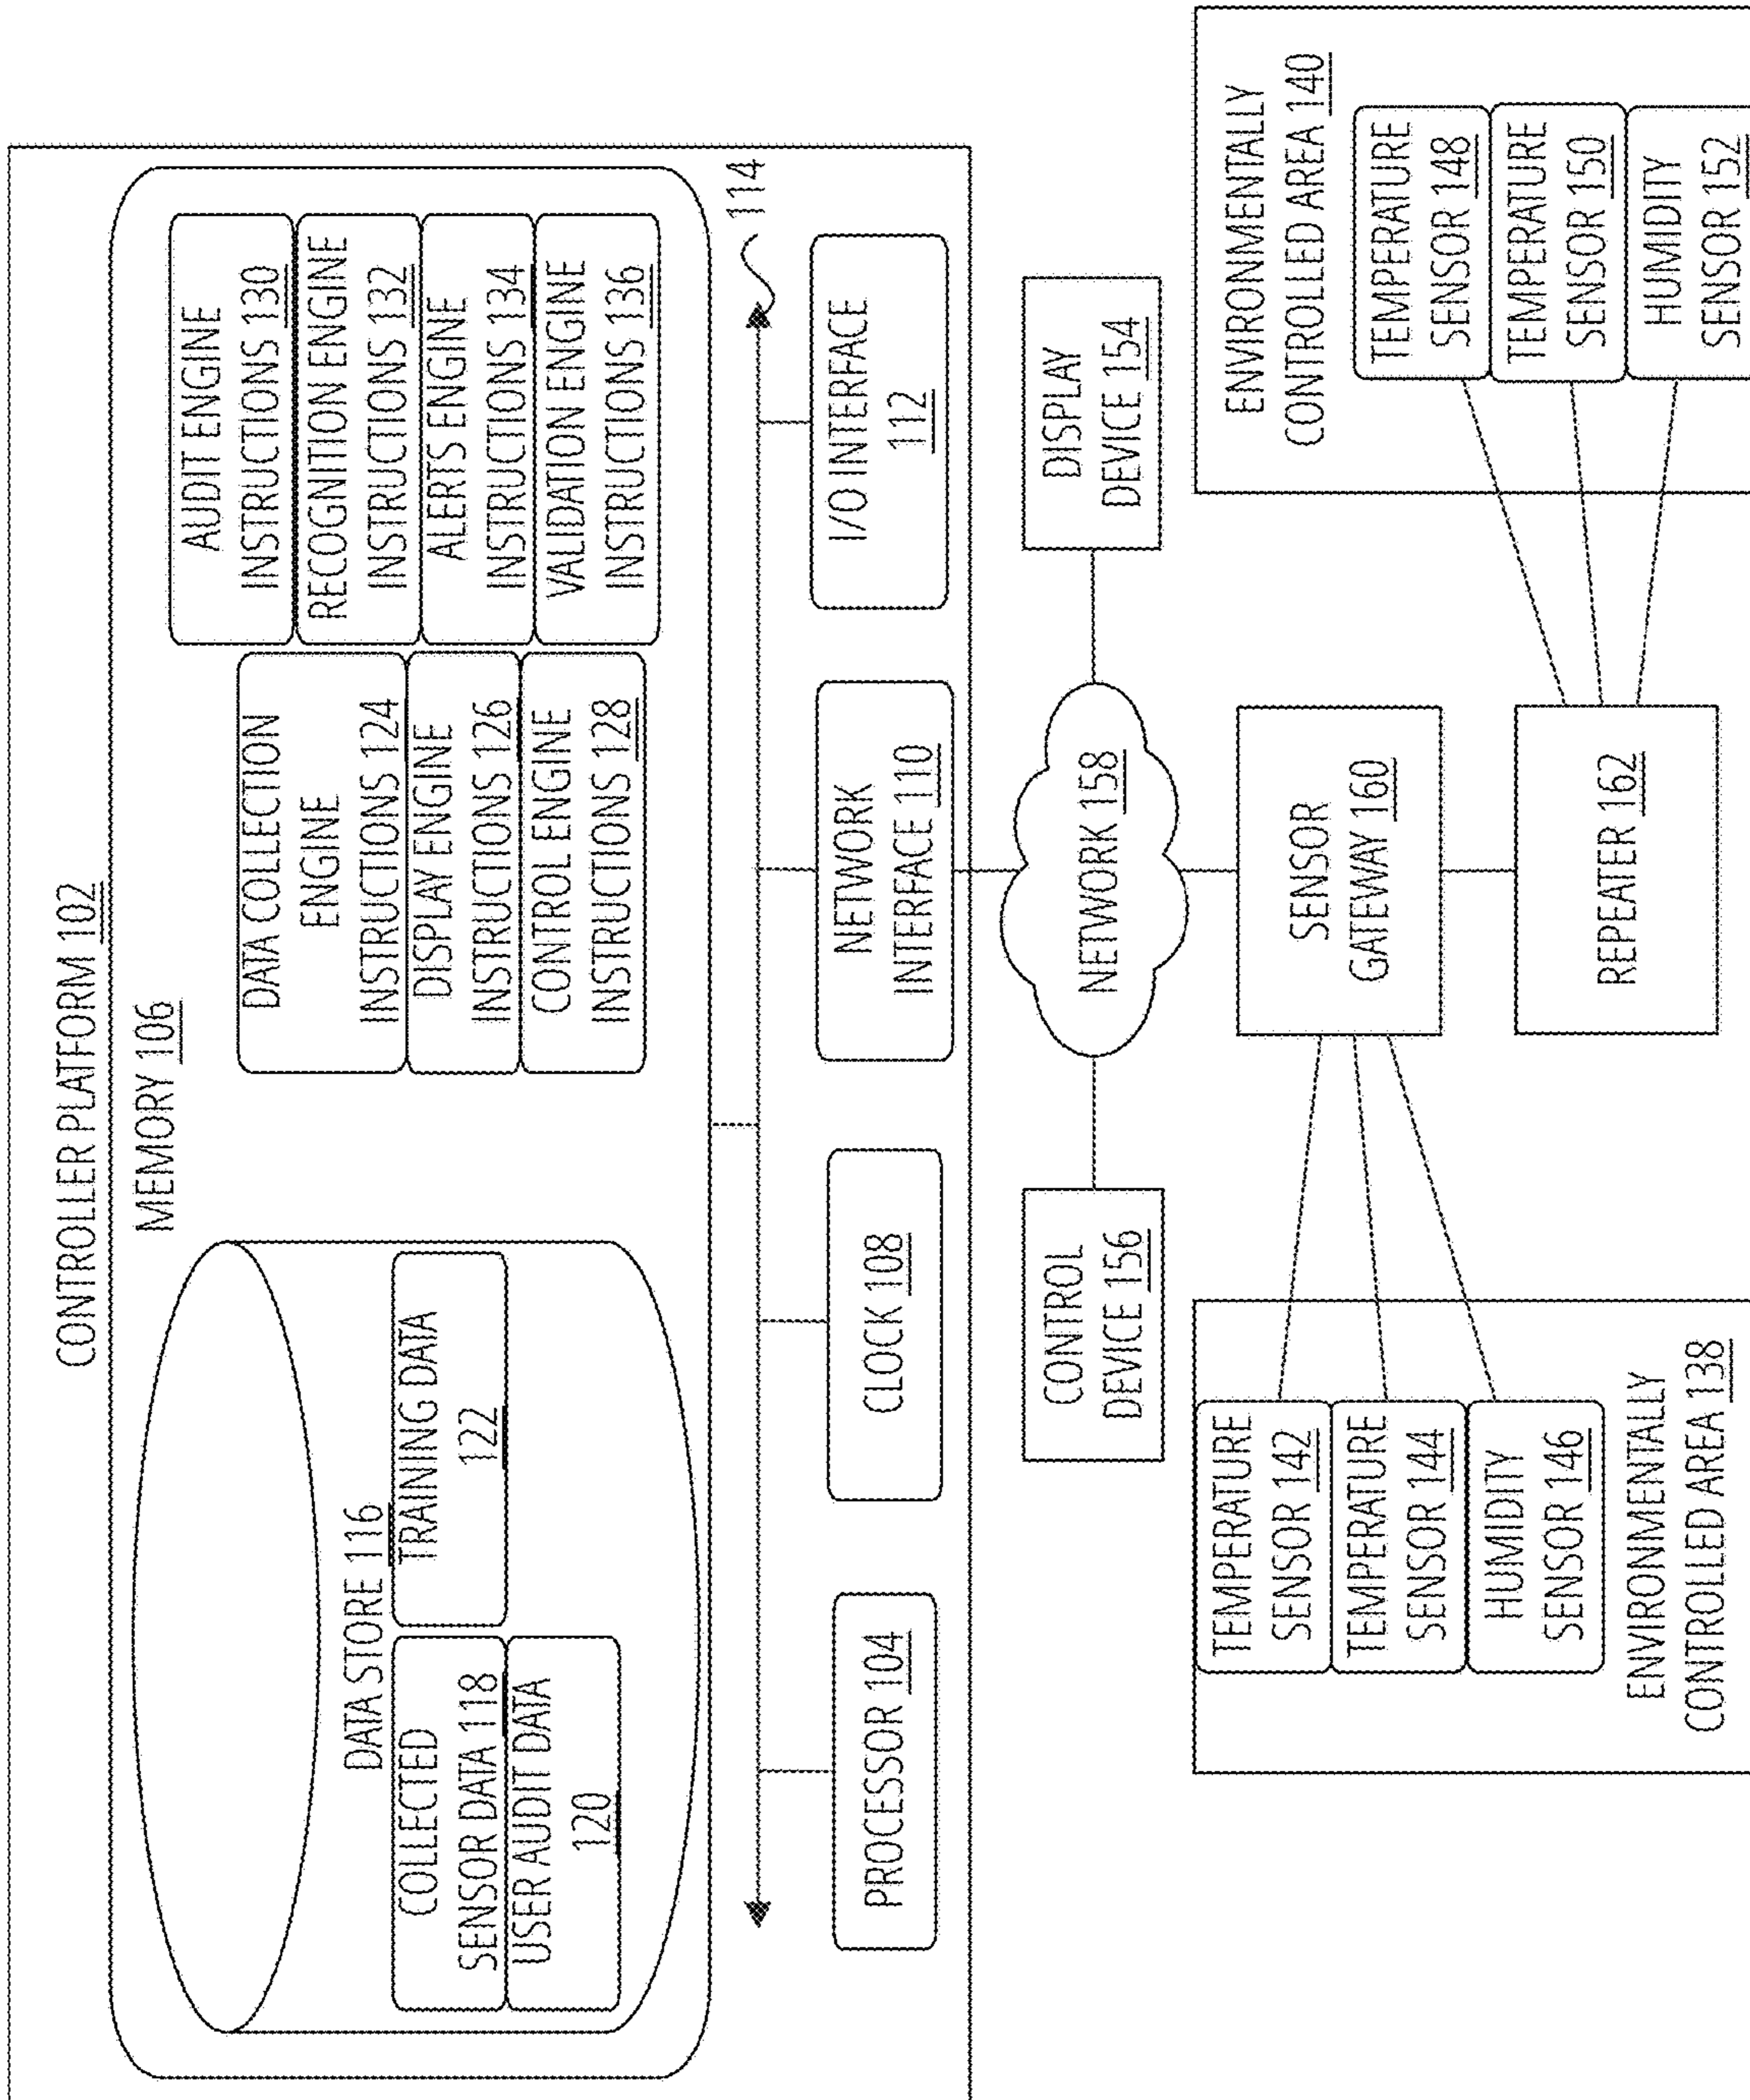 CONTROLLER PLATFORM 102
MEMORY 106
DATA STORE 116
COLLECTED
SENSOR DATA 118
USER AUDIT DATA
120
TRAINING DATA
122
DATA COLLECTION
ENGINE
INSTRUCTIONS 124
DISPLAY ENGINE
INSTRUCTIONS 126
CONTROL ENGINE
INSTRUCTIONS 128
AUDIT ENGINE
INSTRUCTIONS 130
RECOGNITION ENGINE
INSTRUCTIONS 132
ALERTS ENGINE
INSTRUCTIONS 134
VALIDATION ENGINE
INSTRUCTIONS 136
114
PROCESSOR 104
CLOCK 108
NETWORK
INTERFACE 110
I/O INTERFACE
112
CONTROL
DEVICE 156
NETWORK 158
DISPLAY
DEVICE 154
TEMPERATURE
SENSOR 142
TEMPERATURE
SENSOR 144
HUMIDITY
SENSOR 146
ENVIRONMENTALLY
CONTROLLED AREA 138
SENSOR
GATEWAY 160
REPEATER 162
ENVIRONMENTALLY
CONTROLLED AREA 140
TEMPERATURE
SENSOR 148
TEMPERATURE
SENSOR 150
HUMIDITY
SENSOR 152